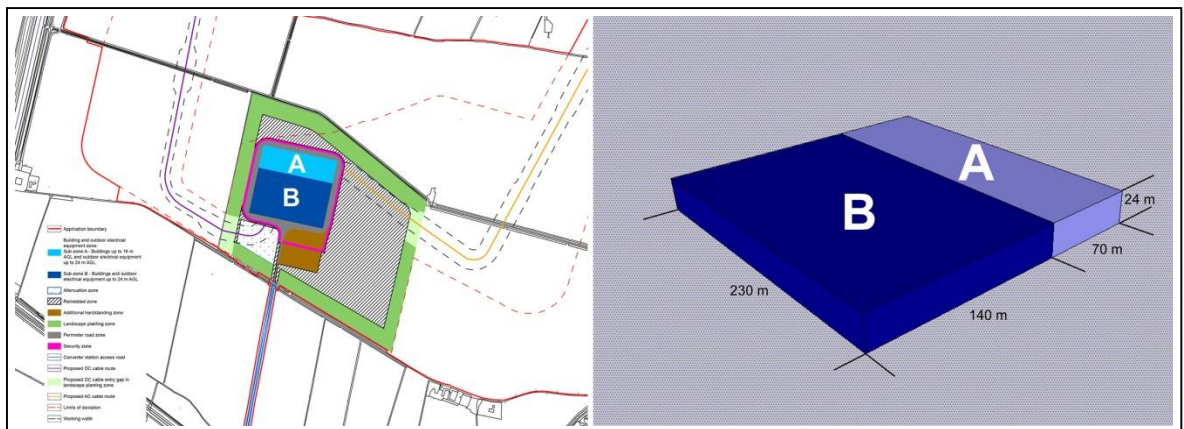 A
B
Application boundary
Building and outdoor electrical
equipment zone:
Sub zone A - Buildings up to 15 m
AGL and outdoor electrical equipment
up to 24 m AGL
Sub zone B - Buildings and outdoor
electrical equipment up to 24 m AGL
Attenuation zone
Reinstated zone
Additional hardstanding zone
Landscape planting zone
Perimeter road zone
Security zone
Converter station access road
Proposed DC cable route
Proposed DC cable entry gap in
landscape planting zone
Proposed AC cable route
Limits of deviation
Working width
A
B
24 m
70 m
230 m
140 m